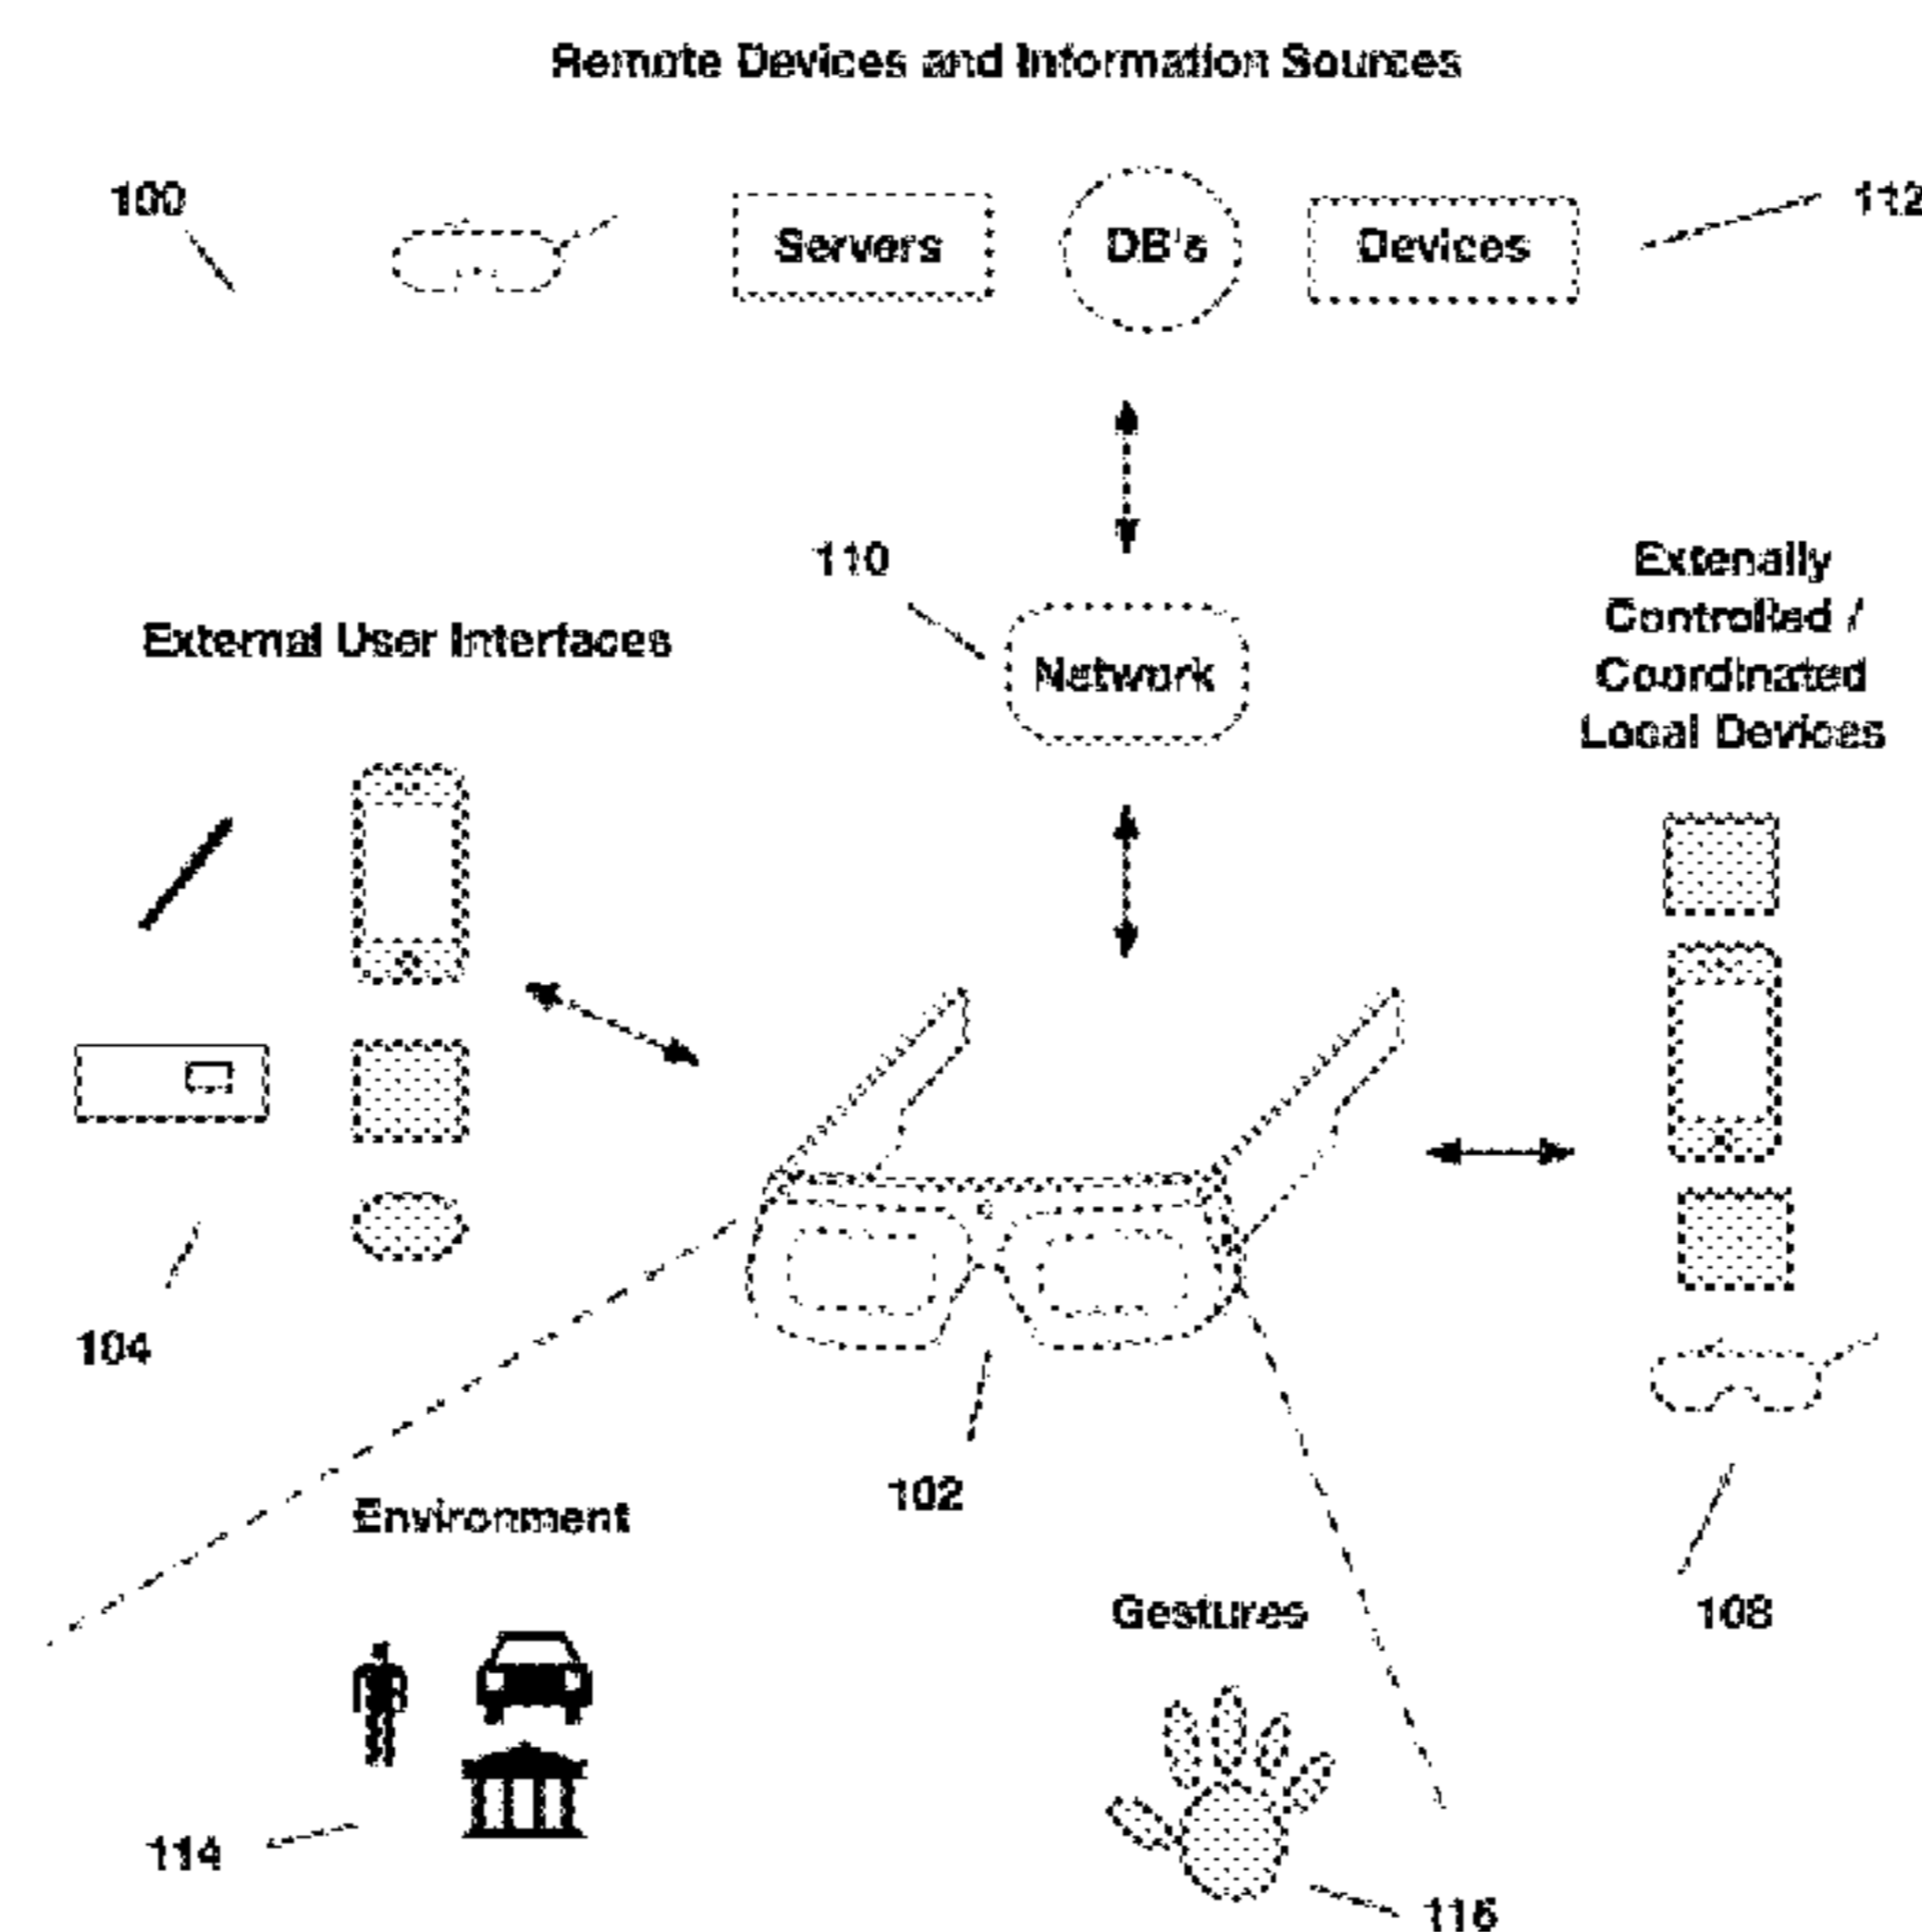 Remote Devices and Information Sources
100
Servers
DB's
Devices
112
110
Network
External User Interfaces
Extenally
Controlled /
Coordinated
Local Devices
104
102
Environment
Gestures
108
114
116